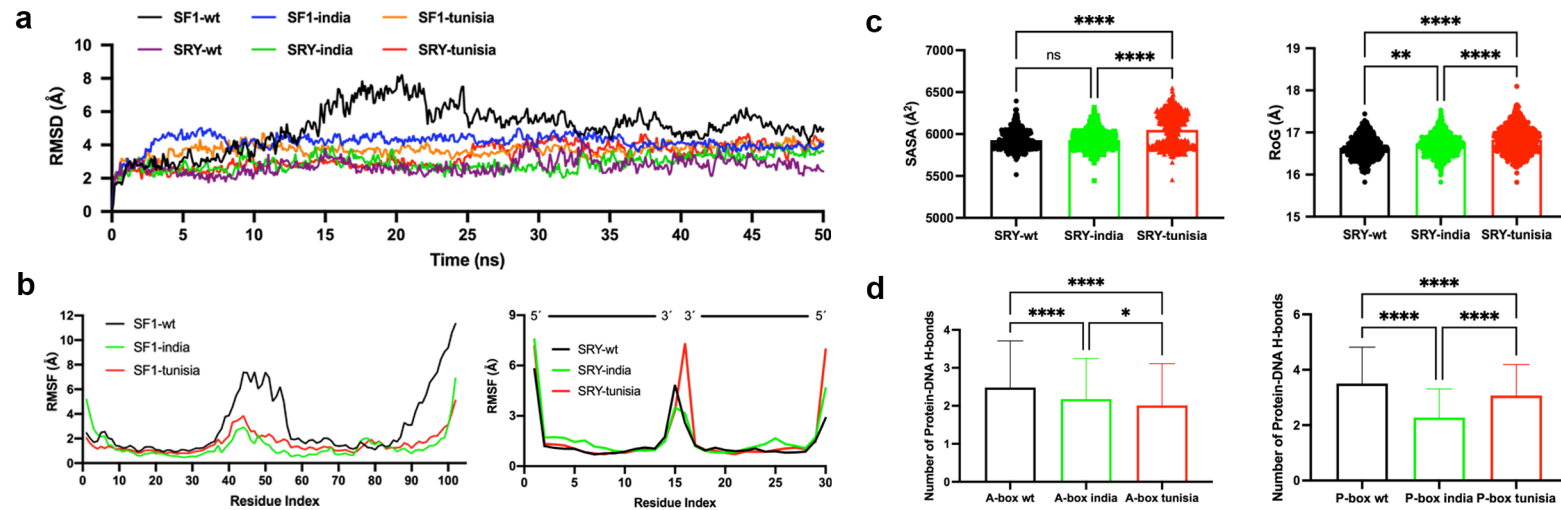 a
SF1-wt SF1-india SF1-tunisia
SRY-wt SRY-india SRY-tunisia
RMSD (Å)
10
8
6
4
2
0
0 5 10 15 20 25 30 35 40 45 50
Time (ns)
b
RMSF (Å)
12
10
8
6
4
2
0
SF1-wt
SF1-india
SF1-tunisia
0 10 20 30 40 50 60 70 80 90 100
Residue Index
RMSF (Å)
9
6
3
0
5´ 3´ 3´ 5´
SRY-wt
SRY-india
SRY-tunisia
0 5 10 15 20 25 30
Residue Index
c
SASA (Å²)
7000
6500
6000
5500
5000
****
ns ****
SRY-wt SRY-india SRY-tunisia
RoG (Å)
19
18
17
16
15
****
** ****
SRY-wt SRY-india SRY-tunisia
d
Number of Protein-DNA H-bonds
4
3
2
1
0
****
**** *
A-box wt A-box india A-box tunisia
Number of Protein-DNA H-bonds
6
4
2
0
****
**** ****
P-box wt P-box india P-box tunisia